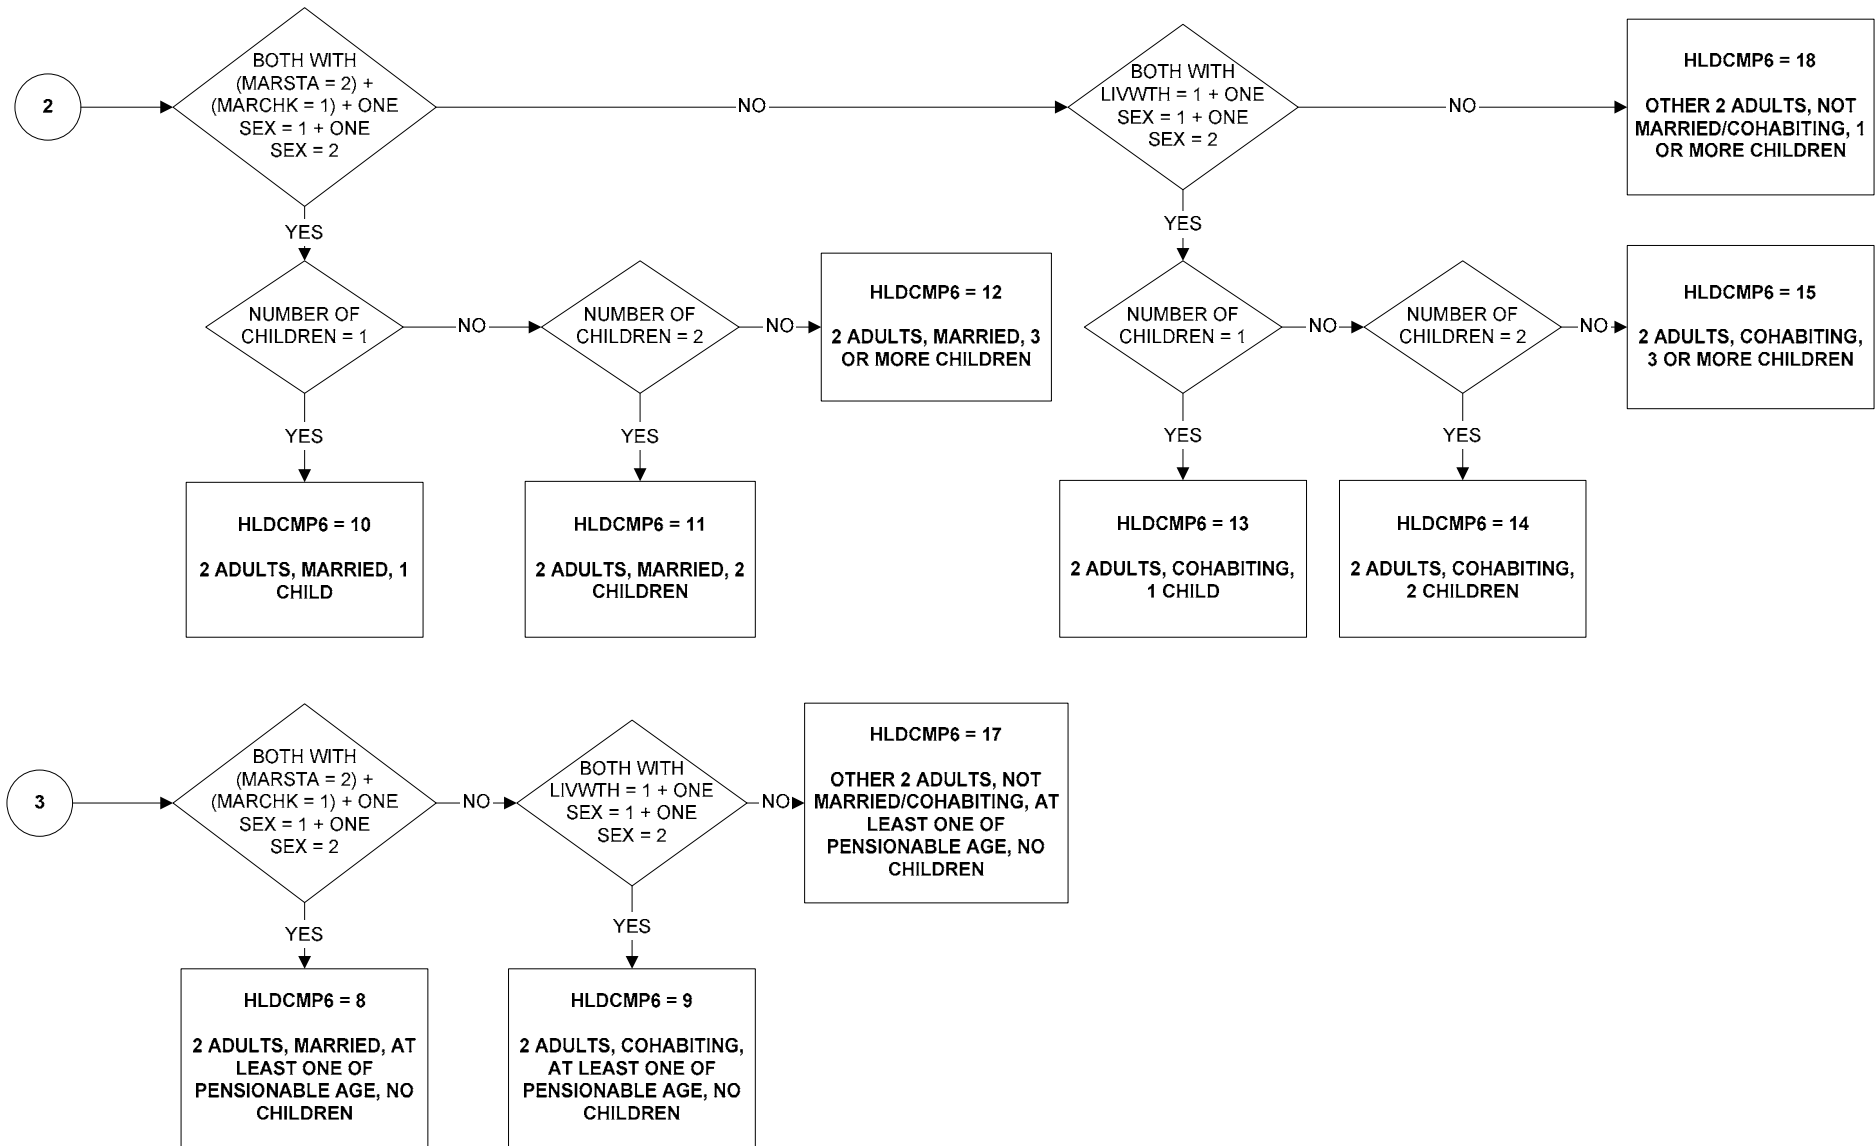 2
BOTH WITH
(MARSTA = 2) +
(MARCHK = 1) + ONE
SEX = 1 + ONE
SEX = 2
NO
BOTH WITH
LIVWTH = 1 + ONE
SEX = 1 + ONE
SEX = 2
NO
HLDCMP6 = 18
OTHER 2 ADULTS, NOT
MARRIED/COHABITING, 1
OR MORE CHILDREN
YES
YES
NUMBER OF
CHILDREN = 1
NO
NUMBER OF
CHILDREN = 2
NO
HLDCMP6 = 12
2 ADULTS, MARRIED, 3
OR MORE CHILDREN
NUMBER OF
CHILDREN = 1
NO
NUMBER OF
CHILDREN = 2
NO
HLDCMP6 = 15
2 ADULTS, COHABITING,
3 OR MORE CHILDREN
YES
YES
YES
YES
HLDCMP6 = 10
2 ADULTS, MARRIED, 1
CHILD
HLDCMP6 = 11
2 ADULTS, MARRIED, 2
CHILDREN
HLDCMP6 = 13
2 ADULTS, COHABITING,
1 CHILD
HLDCMP6 = 14
2 ADULTS, COHABITING,
2 CHILDREN
3
BOTH WITH
(MARSTA = 2) +
(MARCHK = 1) + ONE
SEX = 1 + ONE
SEX = 2
NO
BOTH WITH
LIVWTH = 1 + ONE
SEX = 1 + ONE
SEX = 2
NO
HLDCMP6 = 17
OTHER 2 ADULTS, NOT
MARRIED/COHABITING, AT
LEAST ONE OF
PENSIONABLE AGE, NO
CHILDREN
YES
YES
HLDCMP6 = 8
2 ADULTS, MARRIED, AT
LEAST ONE OF
PENSIONABLE AGE, NO
CHILDREN
HLDCMP6 = 9
2 ADULTS, COHABITING,
AT LEAST ONE OF
PENSIONABLE AGE, NO
CHILDREN